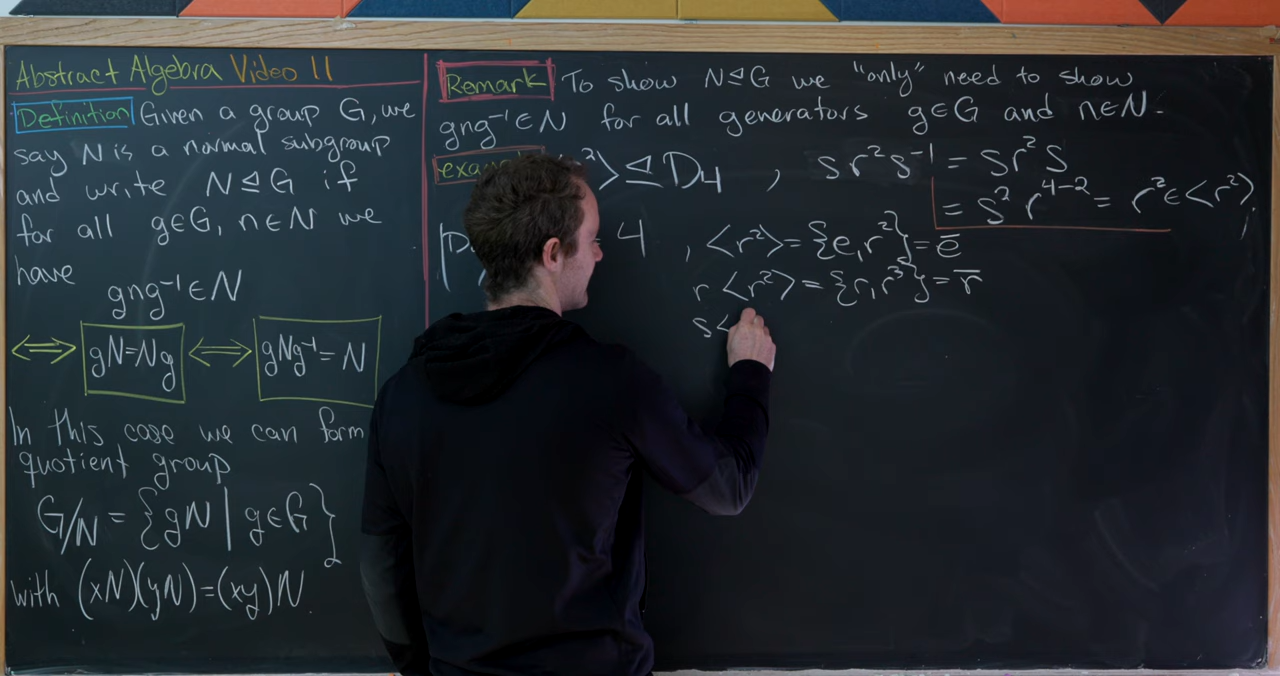 Abstract Algebra Video 11
Definition Given a group G, we
say N is a normal subgroup
and write N⊴G if
for all g∈G, n∈N we
have
gng⁻¹∈N
⟺ gN=Ng ⟺ gNg⁻¹=N
In this case we can form
quotient group
G/N = {gN | g∈G}
with (xN)(yN)=(xy)N.
Remark To show N⊴G we "only" need to show
gng⁻¹∈N for all generators g∈G and n∈N.
²⟩⊴D₄, sr²s⁻¹ = sr²s
= s²r⁴⁻² = r²∈<r²>,
4, <r²>={e,r²}=e̅
r<r²>={r,r³}=r̅
s<